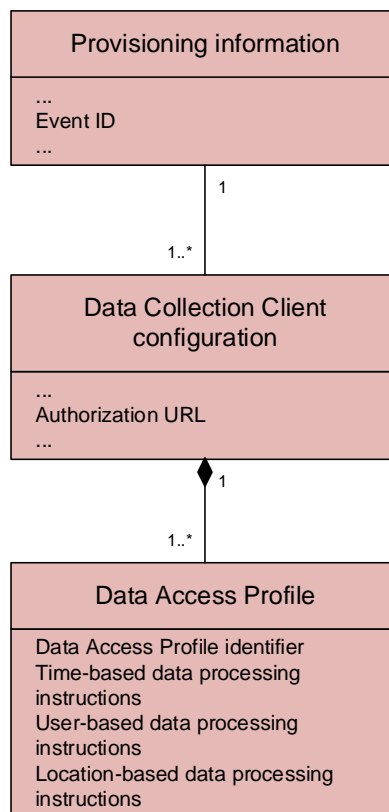 Provisioning information
...
Event ID
...
1
1..*
Data Collection Client
configuration
...
Authorization URL
...
1
1..*
Data Access Profile
Data Access Profile identifier
Time-based data processing
instructions
User-based data processing
instructions
Location-based data processing
instructions